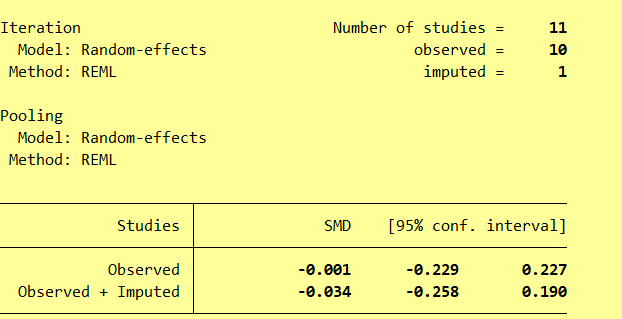 Iteration Number of studies = 11
Model: Random-effects observed = 10
Method: REML imputed = 1
Pooling
Model: Random-effects
Method: REML
Studies SMD [95% conf. interval]
Observed -0.001 -0.229 0.227
Observed + Imputed -0.034 -0.258 0.190